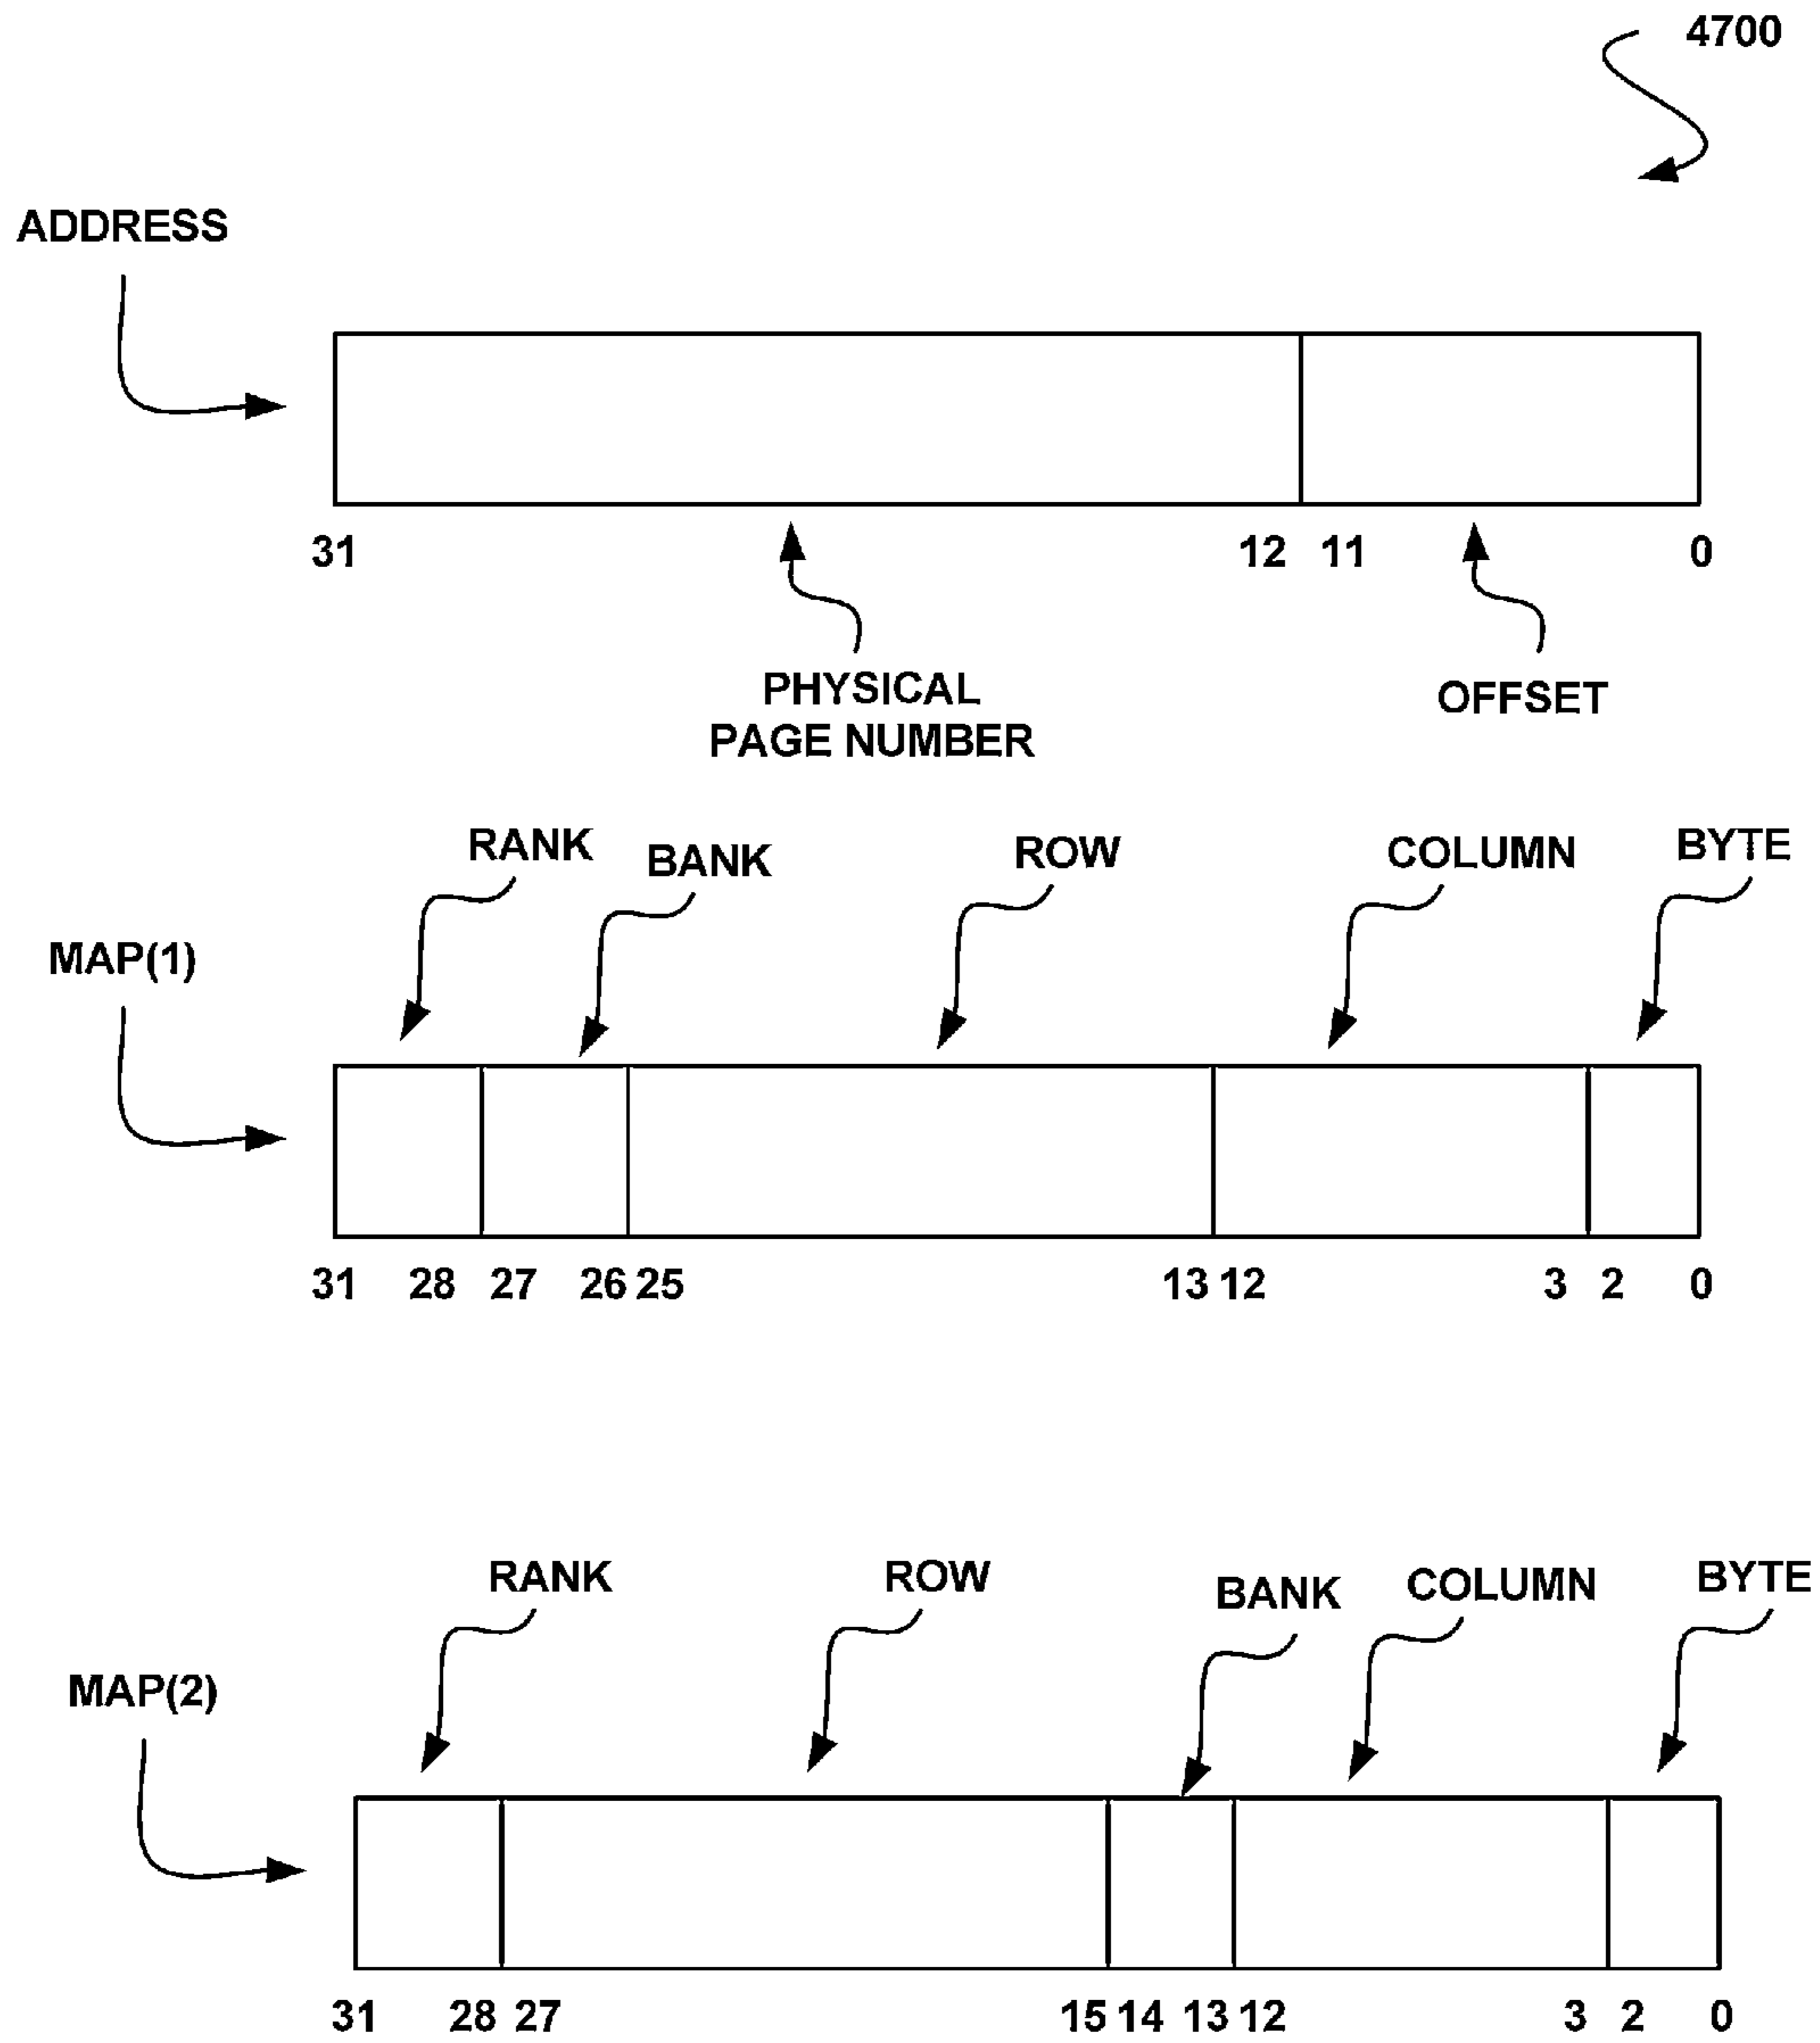 4700
ADDRESS
31 12 11 0
PHYSICAL
PAGE NUMBER
OFFSET
RANK BANK ROW COLUMN BYTE
MAP(1)
31 28 27 26 25 13 12 3 2 0
RANK ROW BANK COLUMN BYTE
MAP(2)
31 28 27 15 14 13 12 3 2 0